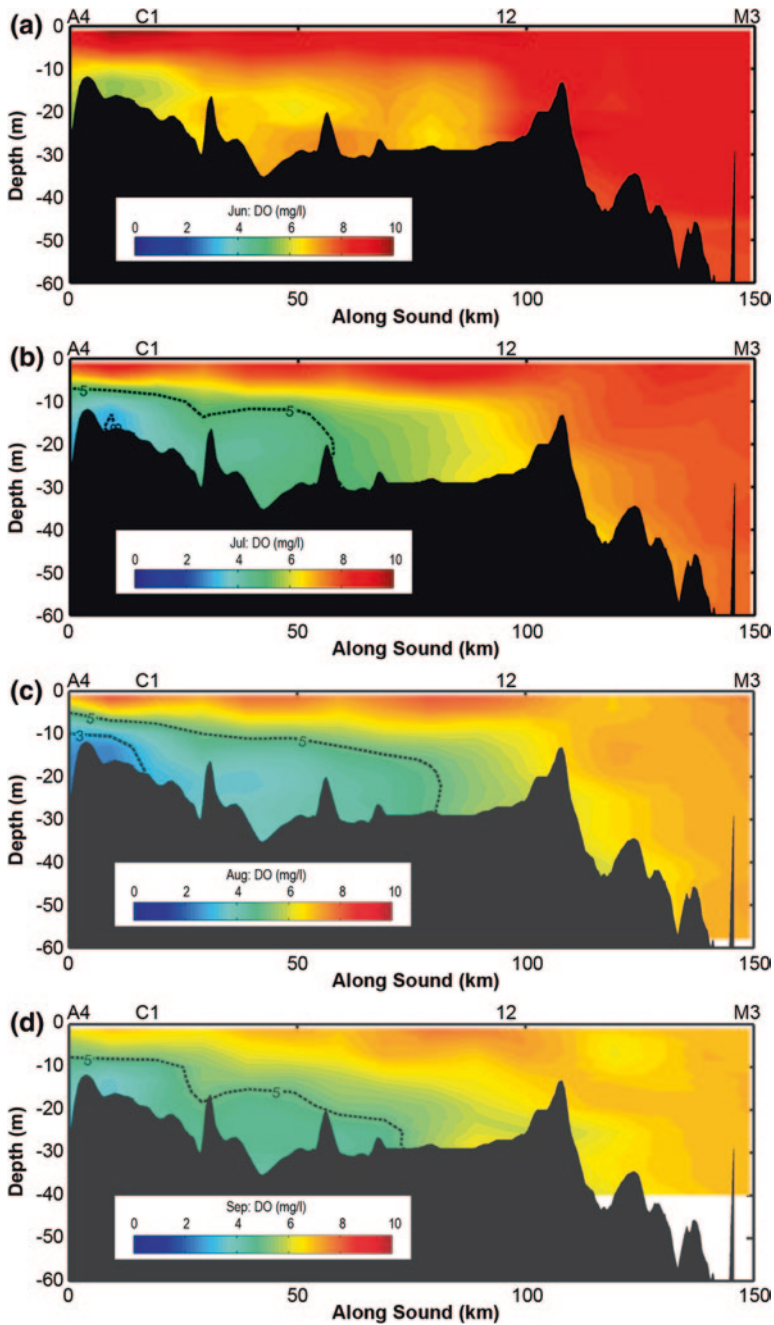 (a)
A4 C1 12 M3
0
-10
-20
-30
-40
-50
-60
Depth (m)
Jun: DO (mg/l)
0 2 4 6 8 10
0 50 100 150
Along Sound (km)
(b)
A4 C1 12 M3
0
-10
-20
-30
-40
-50
-60
Depth (m)
5
5
3
Jul: DO (mg/l)
0 2 4 6 8 10
0 50 100 150
Along Sound (km)
(c)
A4 C1 12 M3
0
-10
-20
-30
-40
-50
-60
Depth (m)
5
3
5
Aug: DO (mg/l)
0 2 4 6 8 10
0 50 100 150
Along Sound (km)
(d)
A4 C1 12 M3
0
-10
-20
-30
-40
-50
-60
Depth (m)
5
5
Sep: DO (mg/l)
0 2 4 6 8 10
0 50 100 150
Along Sound (km)